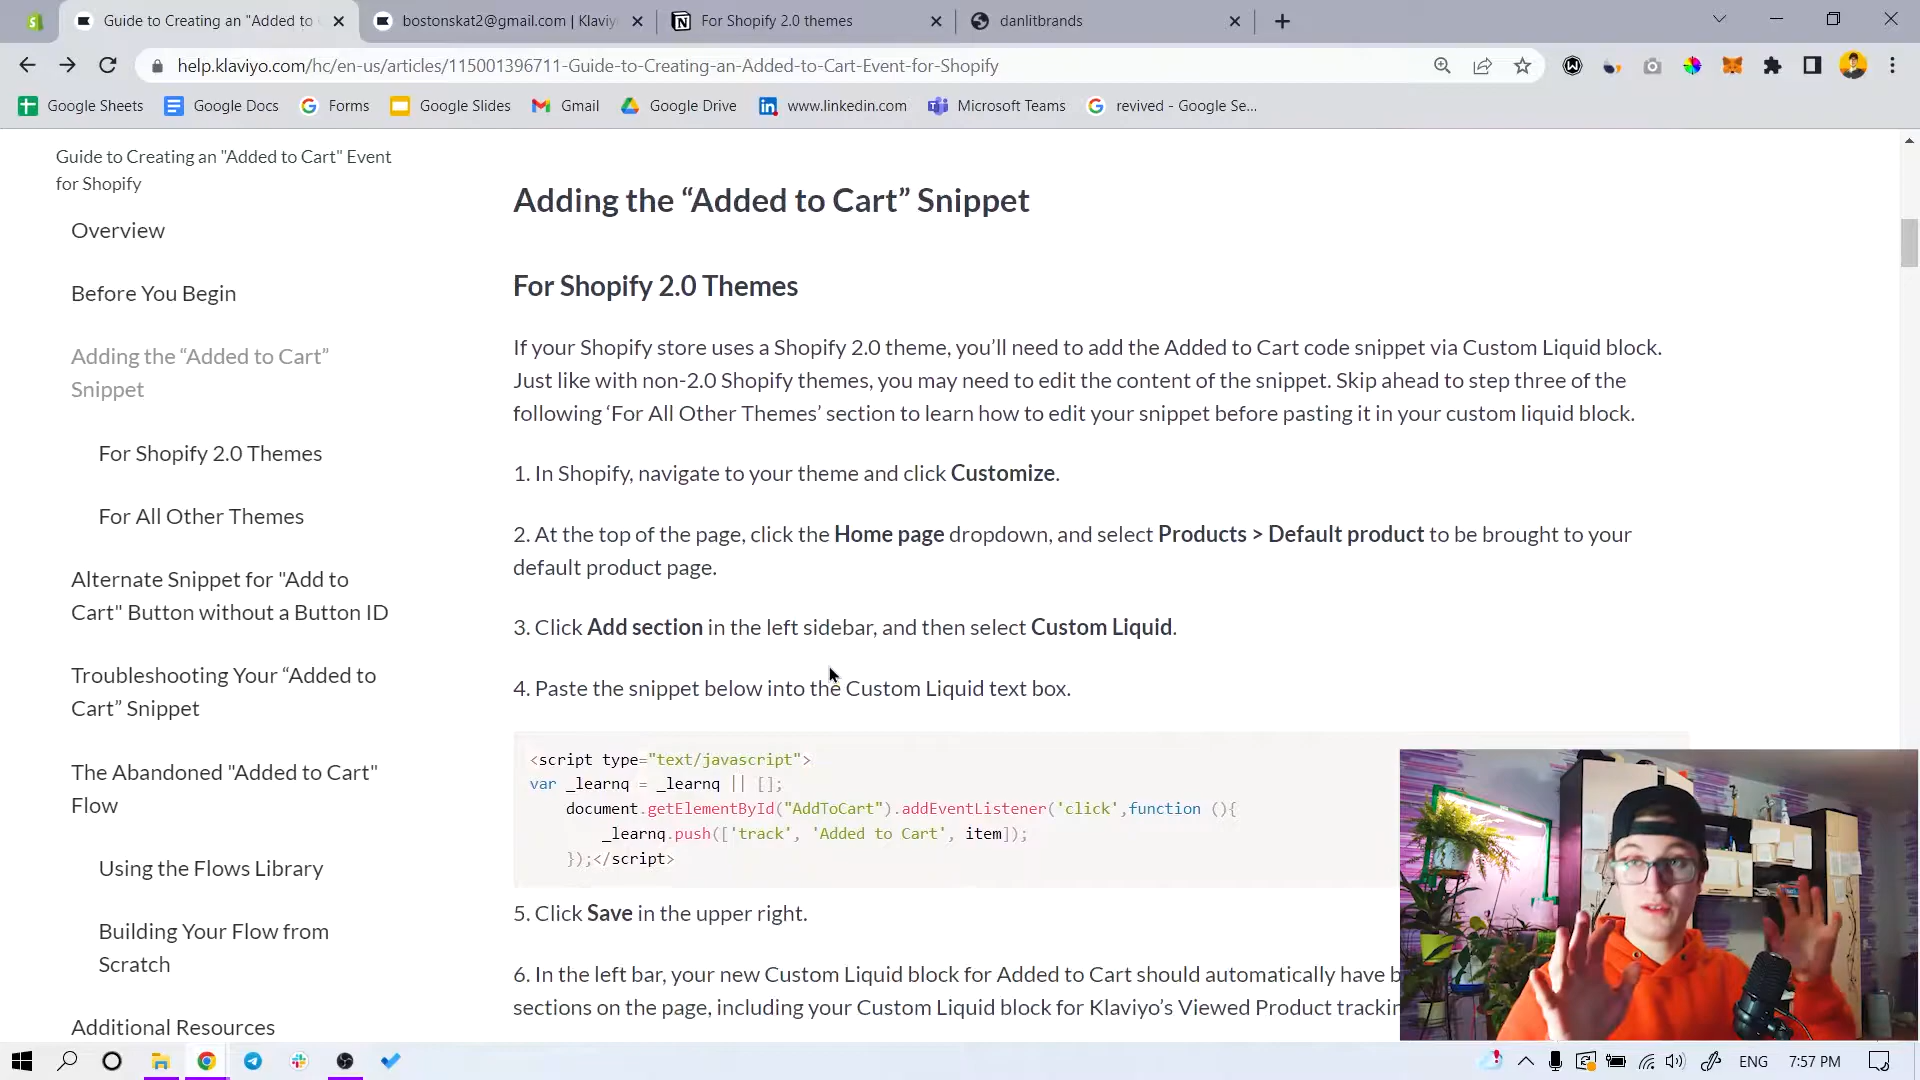 Guide to Creating an "Added to
bostonskat2@gmail.com | Klaviy
For Shopify 2.0 themes
danlitbrands
help.klaviyo.com/hc/en-us/articles/115001396711-Guide-to-Creating-an-Added-to-Cart-Event-for-Shopify
Google Sheets
Google Docs
Forms
Google Slides
Gmail
Google Drive
www.linkedin.com
Microsoft Teams
revived - Google Se...
Guide to Creating an "Added to Cart" Event
for Shopify
Overview
Before You Begin
Adding the “Added to Cart”
Snippet
For Shopify 2.0 Themes
For All Other Themes
Alternate Snippet for "Add to
Cart" Button without a Button ID
Troubleshooting Your “Added to
Cart” Snippet
The Abandoned "Added to Cart"
Flow
Using the Flows Library
Building Your Flow from
Scratch
Additional Resources
Adding the “Added to Cart” Snippet
For Shopify 2.0 Themes
If your Shopify store uses a Shopify 2.0 theme, you’ll need to add the Added to Cart code snippet via Custom Liquid block.
Just like with non-2.0 Shopify themes, you may need to edit the content of the snippet. Skip ahead to step three of the
following ‘For All Other Themes’ section to learn how to edit your snippet before pasting it in your custom liquid block.
1. In Shopify, navigate to your theme and click Customize.
2. At the top of the page, click the Home page dropdown, and select Products > Default product to be brought to your
default product page.
3. Click Add section in the left sidebar, and then select Custom Liquid.
4. Paste the snippet below into the Custom Liquid text box.
<script type="text/javascript">
var _learnq = _learnq || [];
document.getElementById("AddToCart").addEventListener('click',function (){
_learnq.push(['track', 'Added to Cart', item]);
});</script>
5. Click Save in the upper right.
6. In the left bar, your new Custom Liquid block for Added to Cart should automatically have b
sections on the page, including your Custom Liquid block for Klaviyo’s Viewed Product trackin
ENG
7:57 PM